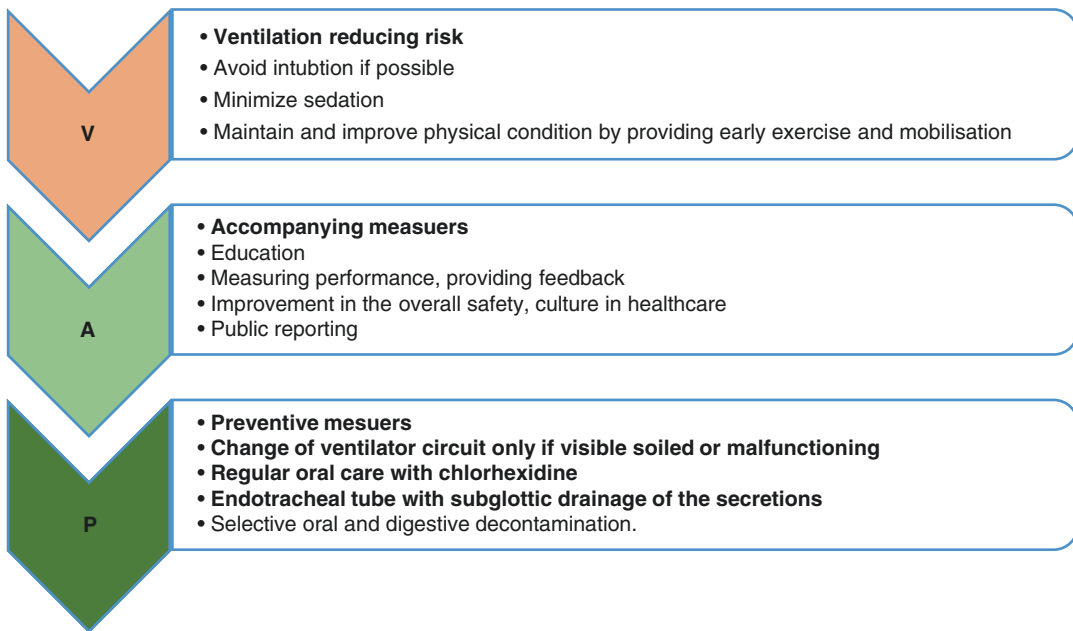 V
• Ventilation reducing risk
• Avoid intubtion if possible
• Minimize sedation
• Maintain and improve physical condition by providing early exercise and mobilisation
A
• Accompanying measuers
• Education
• Measuring performance, providing feedback
• Improvement in the overall safety, culture in healthcare
• Public reporting
P
• Preventive mesuers
• Change of ventilator circuit only if visible soiled or malfunctioning
• Regular oral care with chlorhexidine
• Endotracheal tube with subglottic drainage of the secretions
• Selective oral and digestive decontamination.